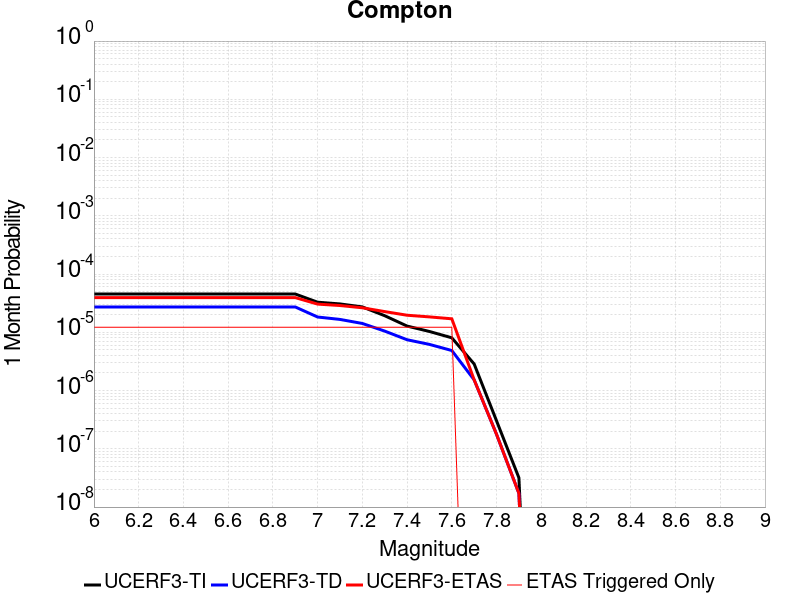 Compton
10^0
10^-1
10^-2
10^-3
10^-4
10^-5
10^-6
10^-7
10^-8
1 Month Probability
6 6.2 6.4 6.6 6.8 7 7.2 7.4 7.6 7.8 8 8.2 8.4 8.6 8.8 9
Magnitude
UCERF3-TI UCERF3-TD UCERF3-ETAS ETAS Triggered Only